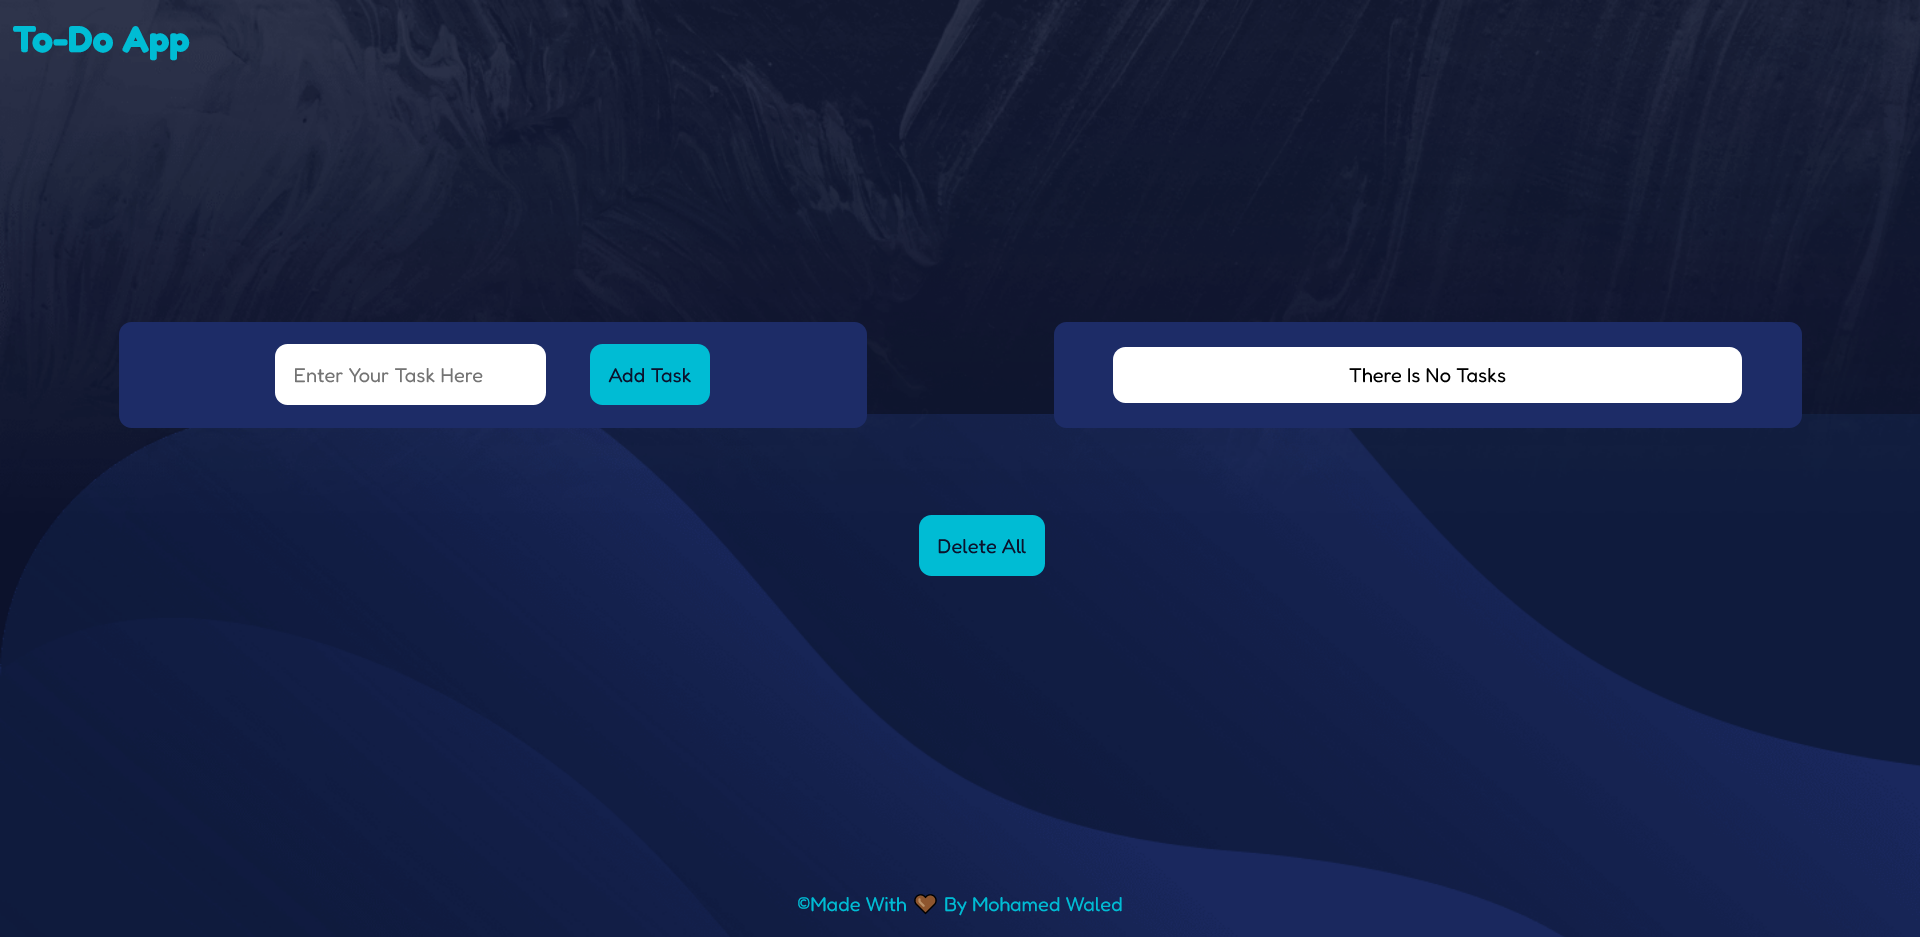 To-Do App
Enter Your Task Here
Add Task
There Is No Tasks
Delete All
©Made With 🤎 By Mohamed Waled